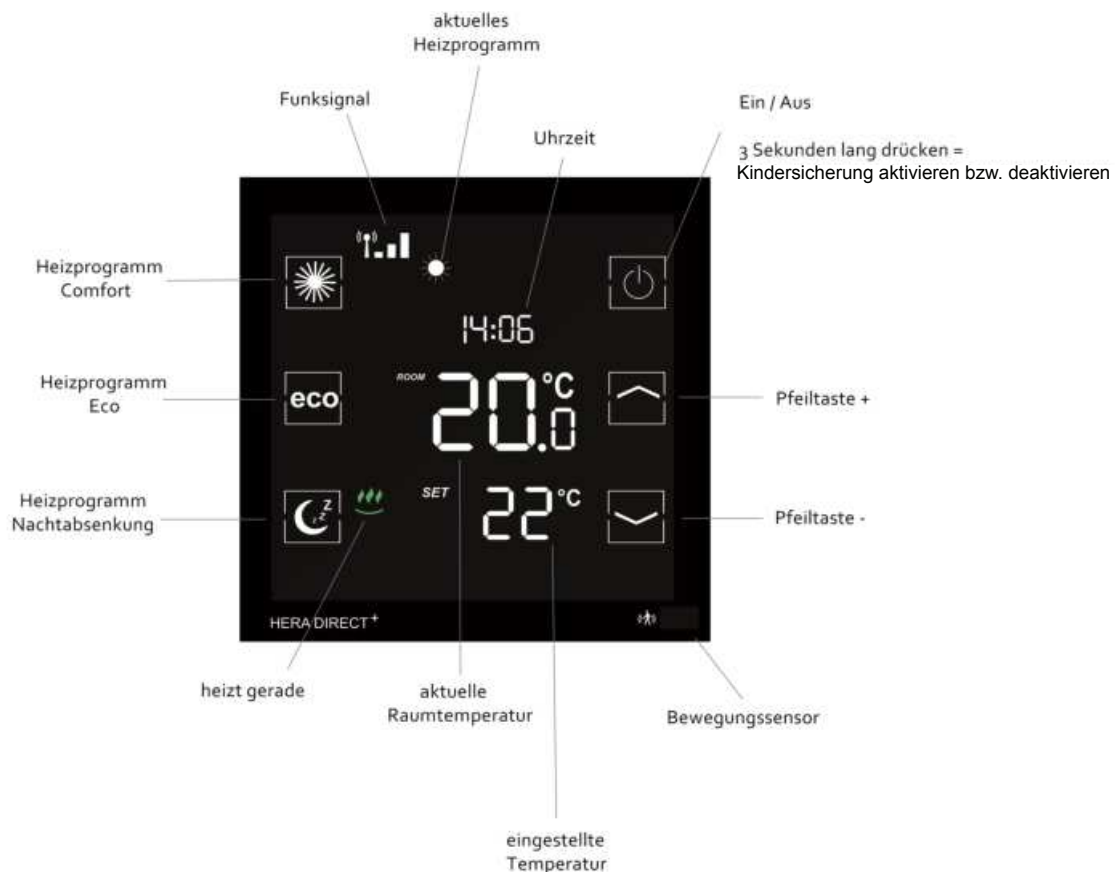 aktuelles
Heizprogramm
Funksignal
Ein / Aus
Uhrzeit
3 Sekunden lang drücken =
Kindersicherung aktivieren bzw. deaktivieren
Heizprogramm
Comfort
14:06
Heizprogramm
Eco
eco
ROOM
20.0 °C
Pfeiltaste +
Heizprogramm
Nachtabsenkung
z z z
SET
22 °C
Pfeiltaste -
HERA DIRECT+
heizt gerade
aktuelle
Raumtemperatur
Bewegungssensor
eingestellte
Temperatur